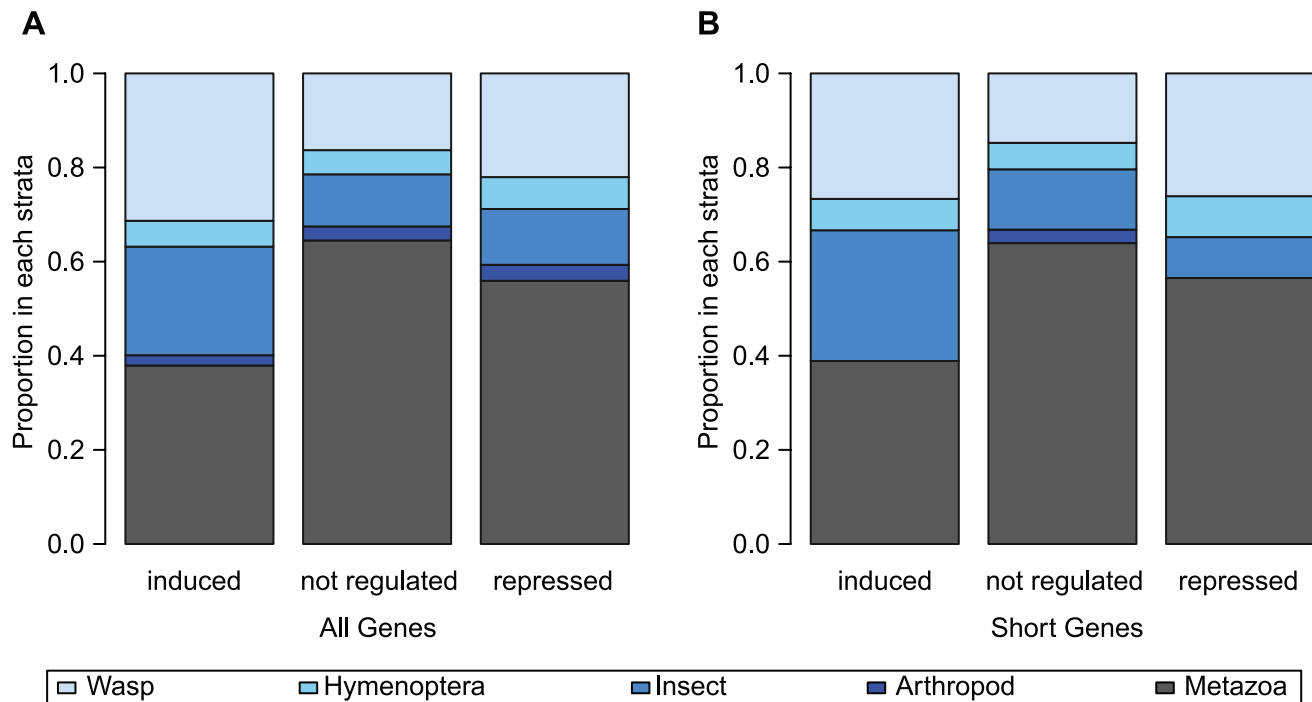 A
B
Proportion in each strata
1.0
0.8
0.6
0.4
0.2
0.0
induced not regulated repressed
All Genes
Proportion in each strata
1.0
0.8
0.6
0.4
0.2
0.0
induced not regulated repressed
Short Genes
Wasp Hymenoptera Insect Arthropod Metazoa